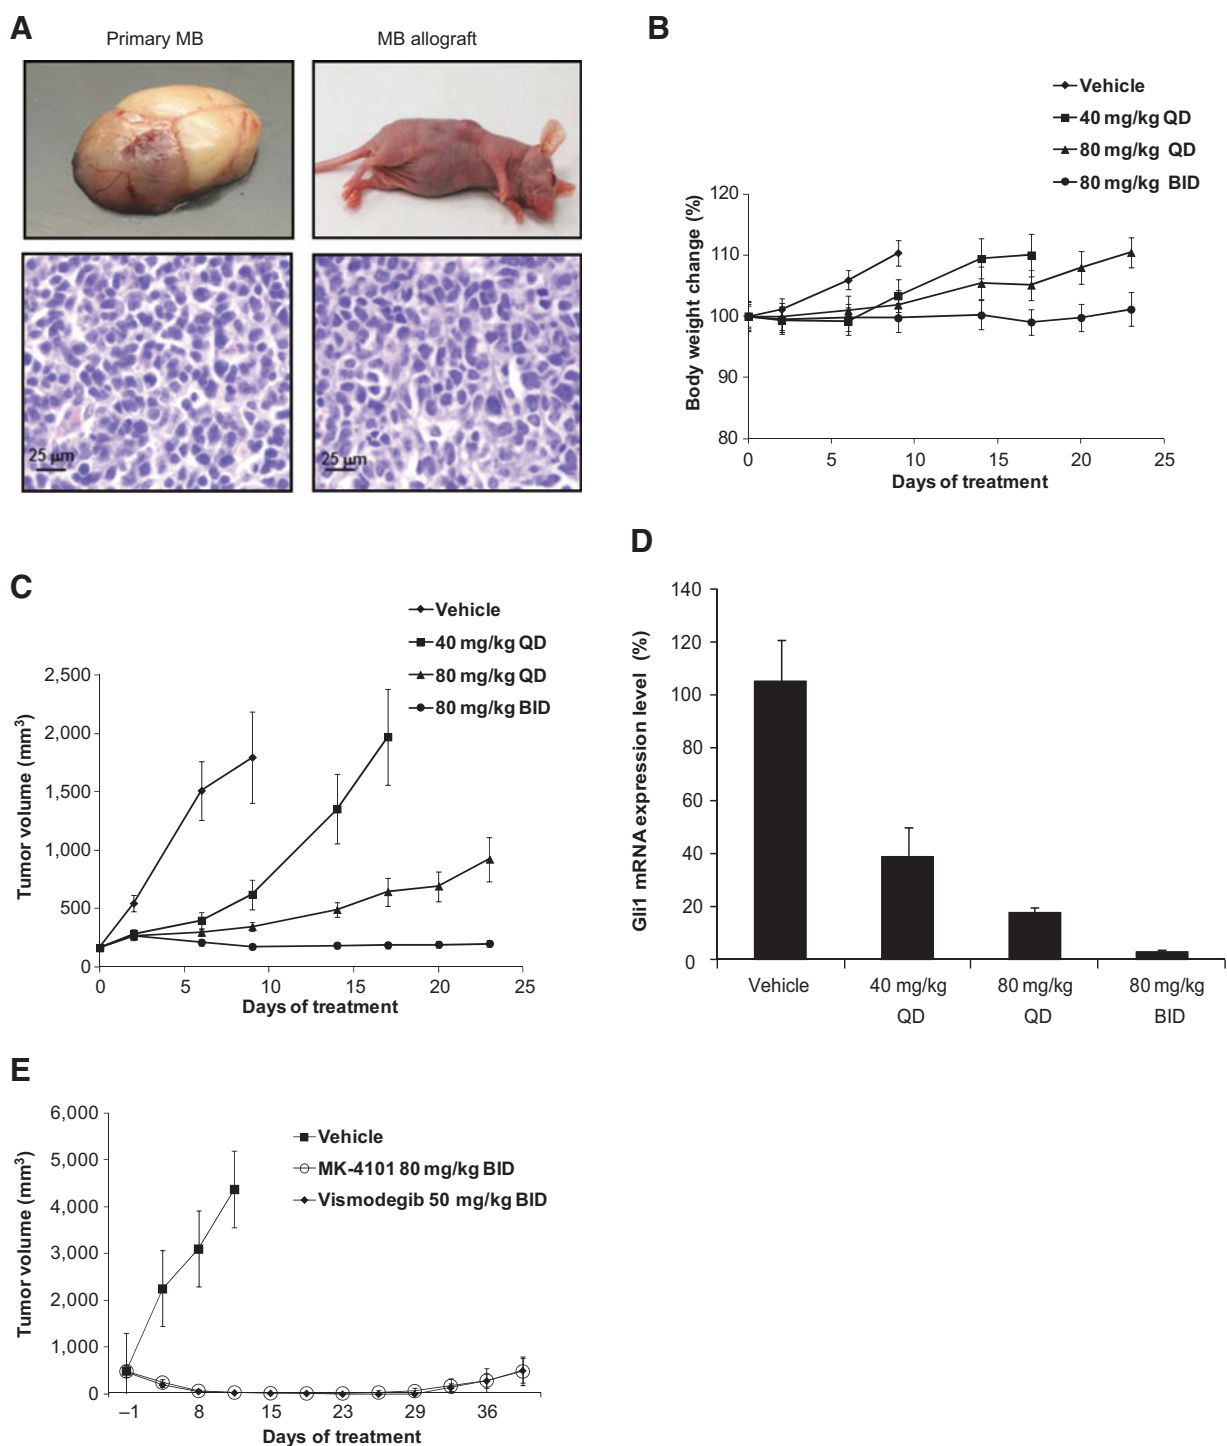 A
Primary MB
MB allograft
25 μm
25 μm
B
Vehicle
40 mg/kg QD
80 mg/kg QD
80 mg/kg BID
Body weight change (%)
120
110
100
90
80
0 5 10 15 20 25
Days of treatment
C
Vehicle
40 mg/kg QD
80 mg/kg QD
80 mg/kg BID
Tumor volume (mm³)
2,500
2,000
1,500
1,000
500
0
0 5 10 15 20 25
Days of treatment
D
Gli1 mRNA expression level (%)
140
120
100
80
60
40
20
0
Vehicle 40 mg/kg 80 mg/kg 80 mg/kg
QD QD BID
E
Vehicle
MK-4101 80 mg/kg BID
Vismodegib 50 mg/kg BID
Tumor volume (mm³)
6,000
5,000
4,000
3,000
2,000
1,000
0
–1 8 15 23 29 36
Days of treatment